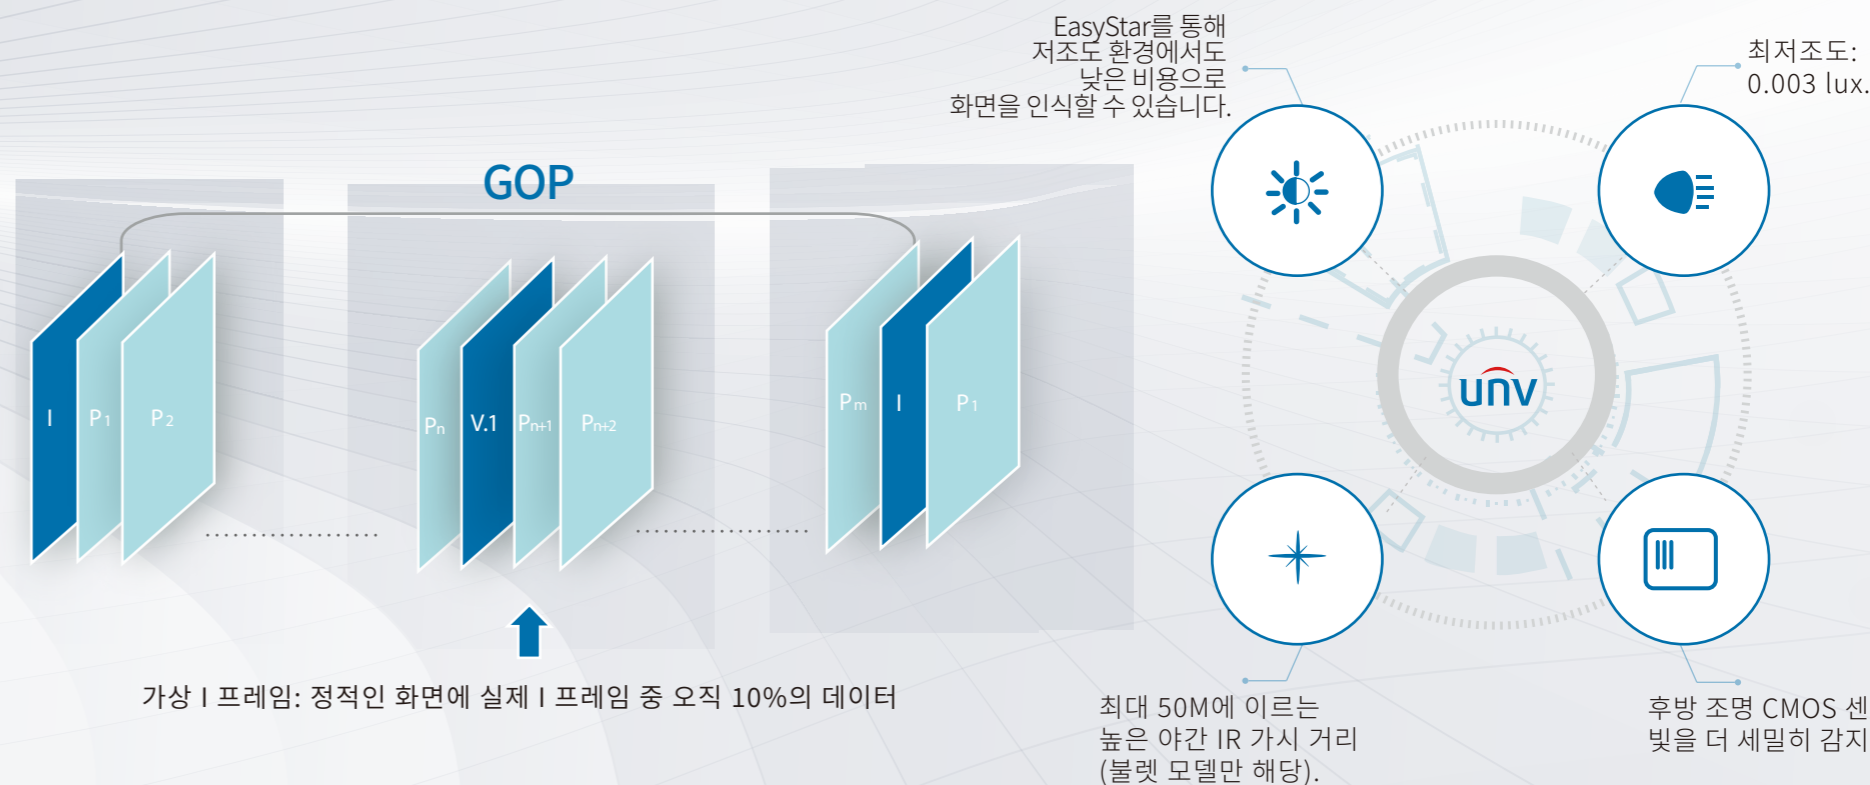 EasyStar를 통해
저조도 환경에서도
낮은 비용으로
화면을 인식할 수 있습니다.
최저조도:
0.003 lux.
GOP
I P1 P2
Pn V.1 Pn+1 Pn+2
Pm I P1
unv
가상 I 프레임: 정적인 화면에 실제 I 프레임 중 오직 10%의 데이터
최대 50M에 이르는
높은 야간 IR 가시 거리
(불렛 모델만 해당).
후방 조명 CMOS 센
빛을 더 세밀히 감지